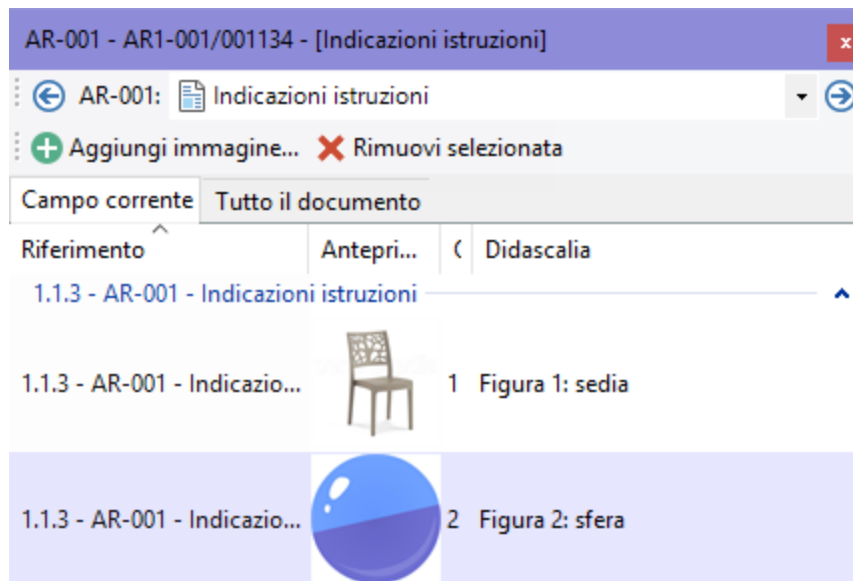 AR-001 - AR1-001/001134 - [Indicazioni istruzioni]
x
AR-001: Indicazioni istruzioni
Aggiungi immagine... Rimuovi selezionata
Campo corrente Tutto il documento
Riferimento Antepri... Didascalia
1.1.3 - AR-001 - Indicazioni istruzioni
1.1.3 - AR-001 - Indicazio... 1 Figura 1: sedia
1.1.3 - AR-001 - Indicazio... 2 Figura 2: sfera